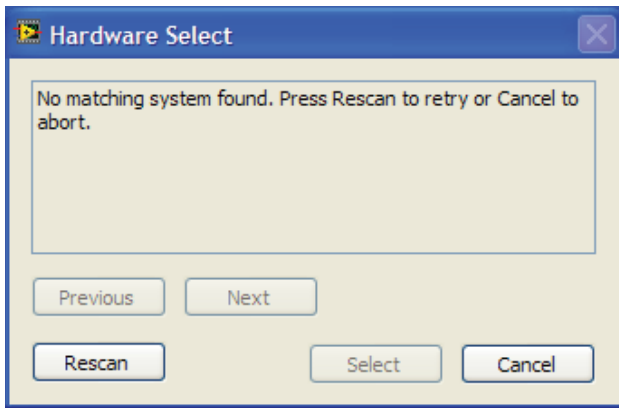 Hardware Select
No matching system found. Press Rescan to retry or Cancel to
abort.
Previous Next
Rescan Select Cancel